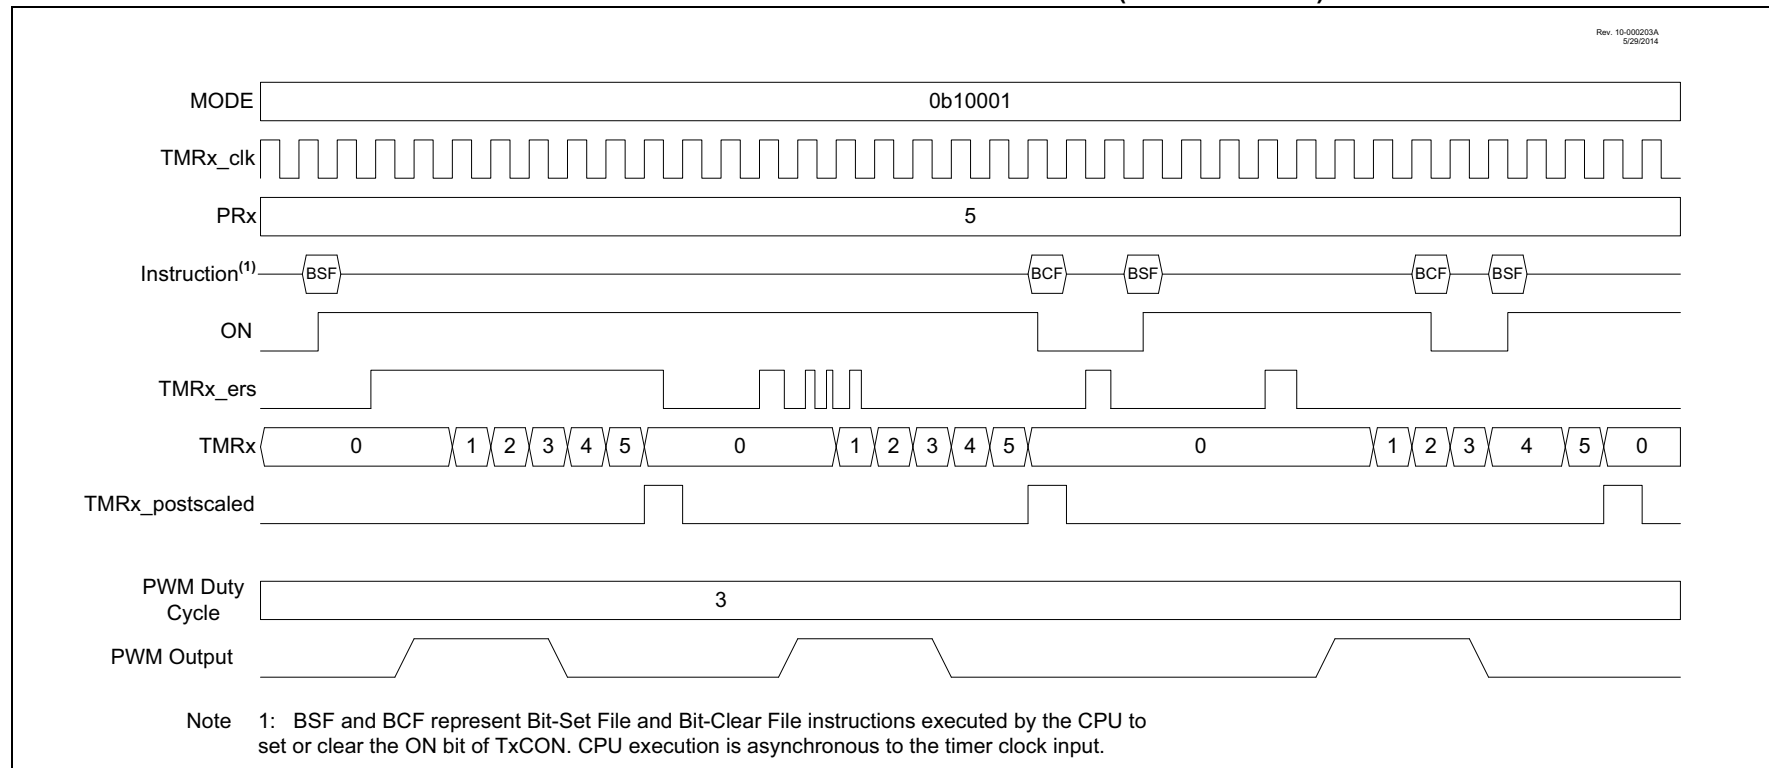 Rev. 10-000203A
5/29/2014
MODE 0b10001
TMRx_clk
PRx 5
Instruction(1) BSF BCF BSF BCF BSF
ON
TMRx_ers
TMRx 0 1 2 3 4 5 0 1 2 3 4 5 0 1 2 3 4 5 0
TMRx_postscaled
PWM Duty
Cycle 3
PWM Output
Note 1: BSF and BCF represent Bit-Set File and Bit-Clear File instructions executed by the CPU to
set or clear the ON bit of TxCON. CPU execution is asynchronous to the timer clock input.